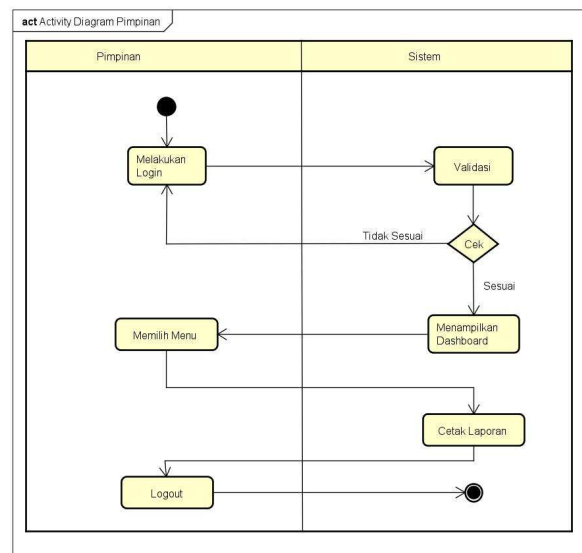 act Activity Diagram Pimpinan
Pimpinan
Sistem
Melakukan
Login
Validasi
Tidak Sesuai
Cek
Sesuai
Memilih Menu
Menampilkan
Dashboard
Cetak Laporan
Logout